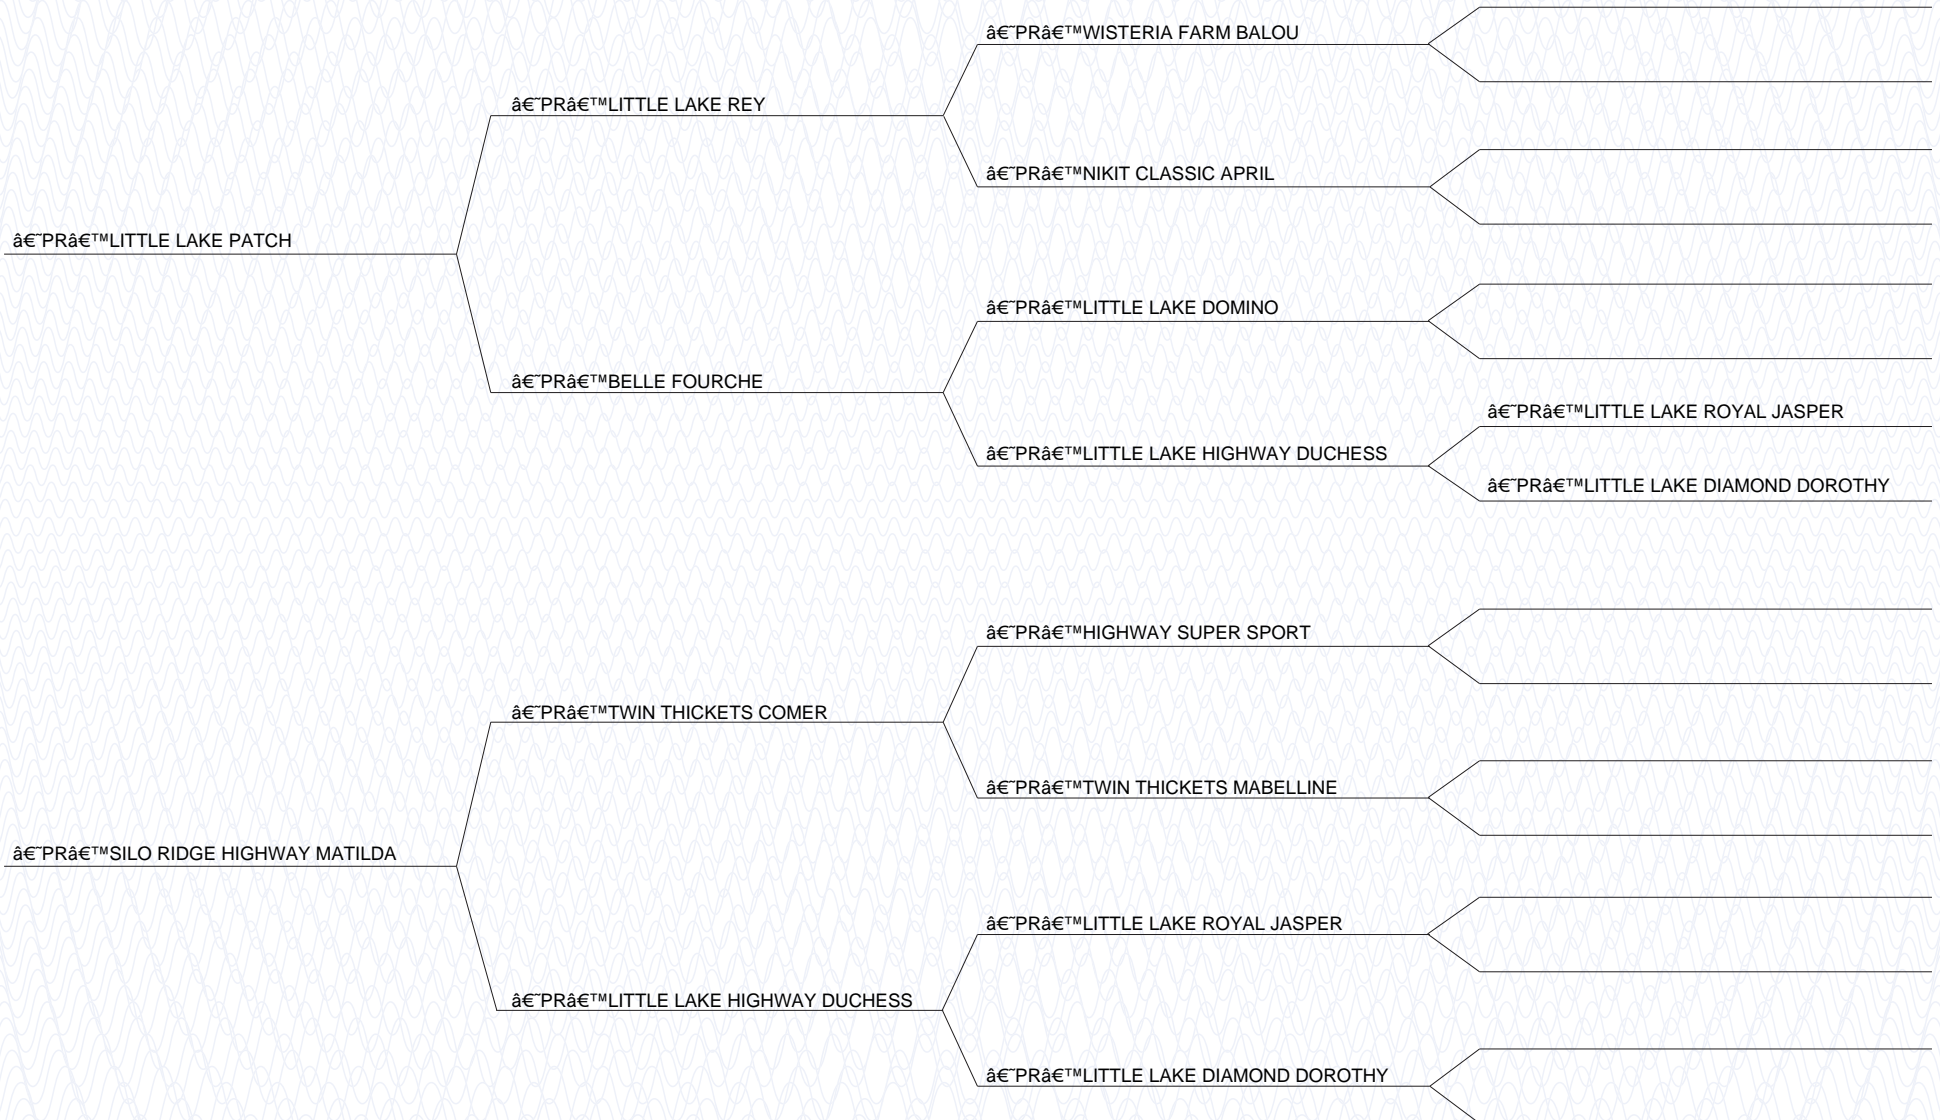 â€˜PRâ€™WISTERIA FARM BALOU
â€˜PRâ€™LITTLE LAKE REY
â€˜PRâ€™NIKIT CLASSIC APRIL
â€˜PRâ€™LITTLE LAKE PATCH
â€˜PRâ€™LITTLE LAKE DOMINO
â€˜PRâ€™BELLE FOURCHE
â€˜PRâ€™LITTLE LAKE ROYAL JASPER
â€˜PRâ€™LITTLE LAKE HIGHWAY DUCHESS
â€˜PRâ€™LITTLE LAKE DIAMOND DOROTHY
â€˜PRâ€™HIGHWAY SUPER SPORT
â€˜PRâ€™TWIN THICKETS COMER
â€˜PRâ€™TWIN THICKETS MABELLINE
â€˜PRâ€™SILO RIDGE HIGHWAY MATILDA
â€˜PRâ€™LITTLE LAKE ROYAL JASPER
â€˜PRâ€™LITTLE LAKE HIGHWAY DUCHESS
â€˜PRâ€™LITTLE LAKE DIAMOND DOROTHY